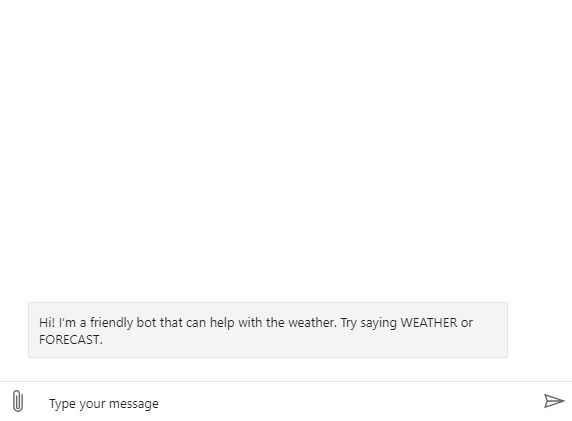 Hi! I'm a friendly bot that can help with the weather. Try saying WEATHER or
FORECAST.
Type your message